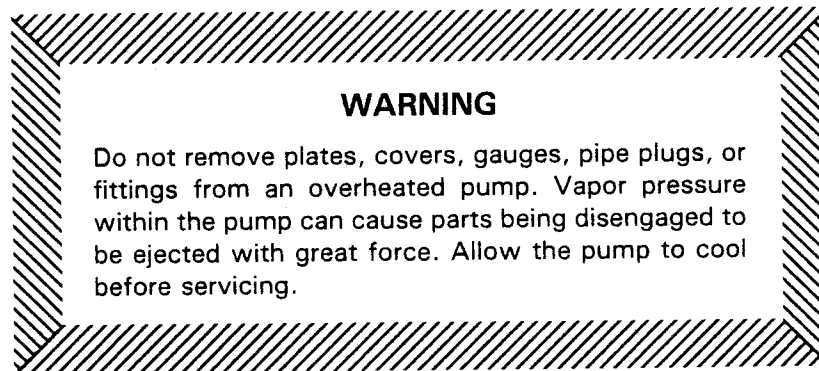 WARNING
Do not remove plates, covers, gauges, pipe plugs, or
fittings from an overheated pump. Vapor pressure
within the pump can cause parts being disengaged to
be ejected with great force. Allow the pump to cool
before servicing.